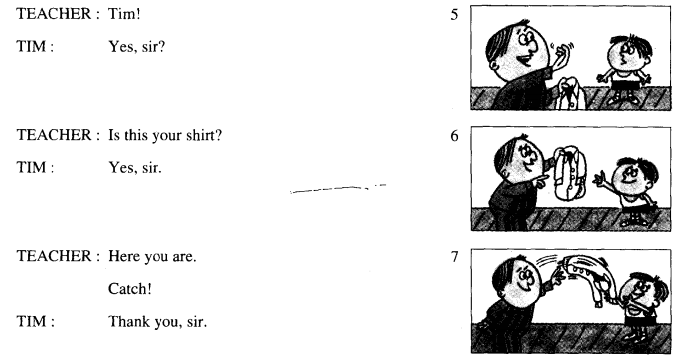 TEACHER : Tim! 5
TIM : Yes, sir?
TEACHER : Is this your shirt? 6
TIM : Yes, sir.
TEACHER : Here you are. 7
Catch!
TIM : Thank you, sir.